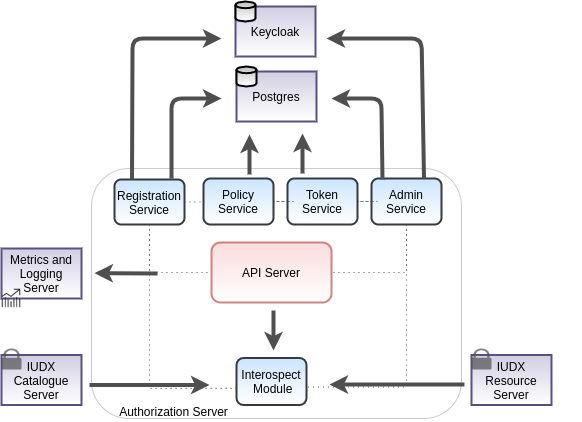 Keycloak
Postgres
Registration
Service
Policy
Service
Token
Service
Admin
Service
Metrics and
Logging
Server
API Server
IUDX
Catalogue
Server
Interospect
Module
IUDX
Resource
Server
Authorization Server